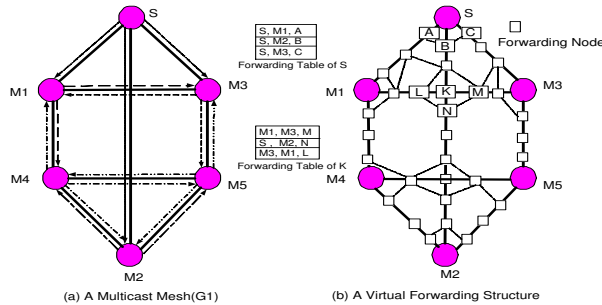 S
S, M1, A
S, M2, B
S, M3, C
Forwarding Table of S
M1
M3
M1, M3, M
S , M2, N
M3, M1, L
Forwarding Table of K
M4
M5
M2
(a) A Multicast Mesh(G1)
S
A
C
B
Forwarding Node
M1
L
K
M
M3
N
M4
M5
M2
(b) A Virtual Forwarding Structure